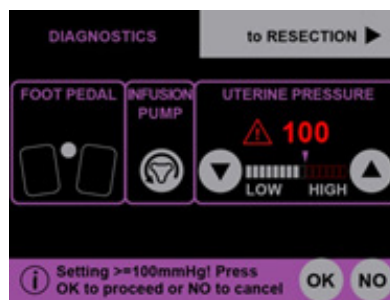 DIAGNOSTICS
to RESECTION
FOOT PEDAL
INFUSION
PUMP
UTERINE PRESSURE
100
LOW HIGH
Setting >=100mmHg! Press
OK to proceed or NO to cancel
OK NO